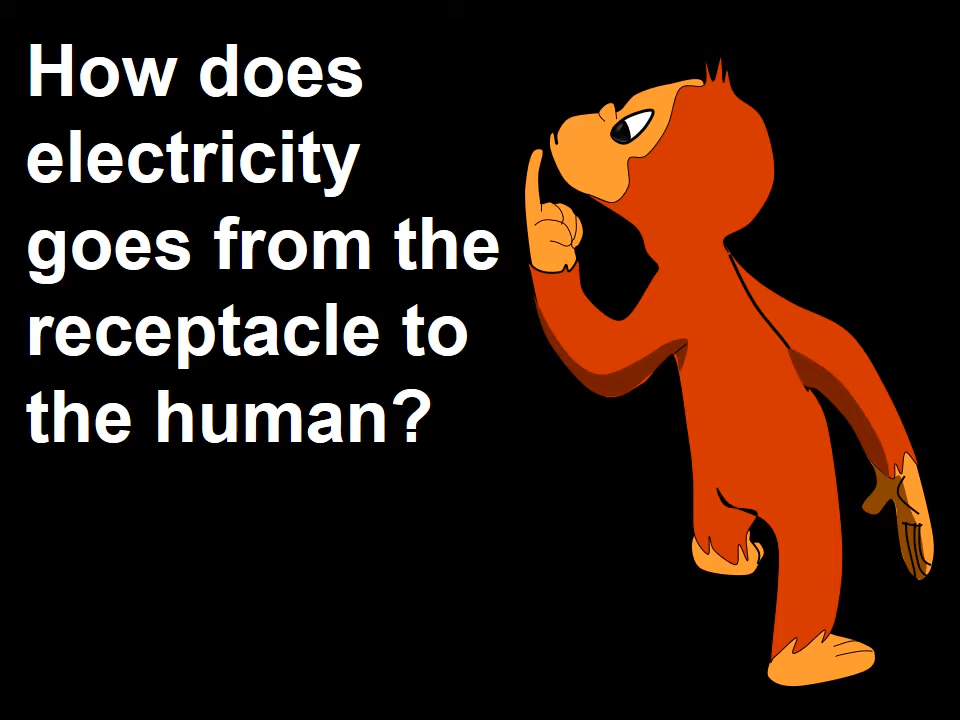 How does
electricity
goes from the
receptacle to
the human?